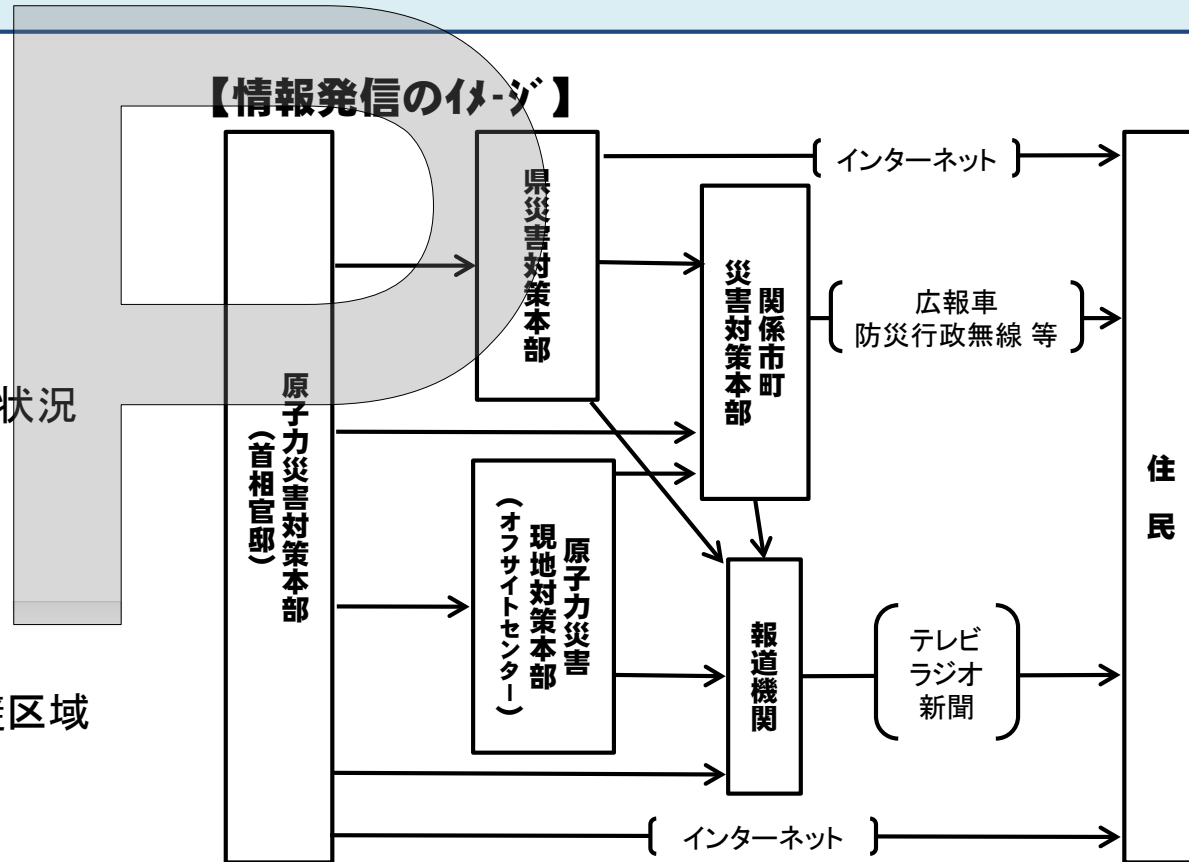 【情報発信のイメージ】
インターネット
県災害対策本部
関係市町
災害対策本部
広報車
防災行政無線 等
状況
原子力災害対策本部
(首相官邸)
住民
原子力災害
現地対策本部
(オフサイトセンター)
報道機関
テレビ
ラジオ
新聞
区域
インターネット
P